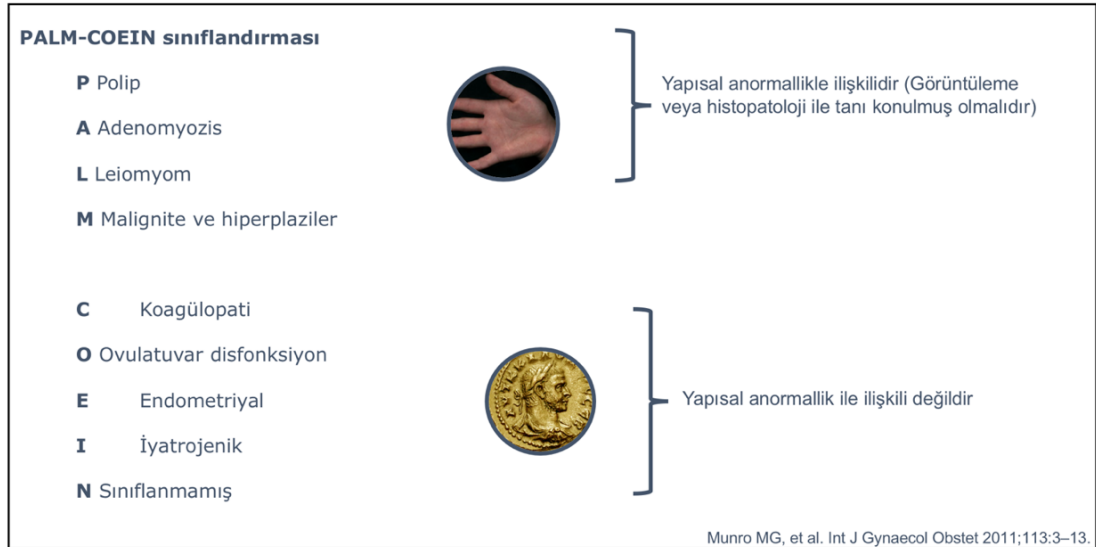 PALM-COEIN sınıflandırması
P Polip
A Adenomyozis
L Leiomyom
M Malignite ve hiperplaziler
Yapısal anormallikle ilişkilidir (Görüntüleme
veya histopatoloji ile tanı konulmuş olmalıdır)
C Koagülopati
O Ovulatuvar disfonksiyon
E Endometriyal
I İyatrojenik
N Sınıflanmamış
Yapısal anormallik ile ilişkili değildir
Munro MG, et al. Int J Gynaecol Obstet 2011;113:3–13.